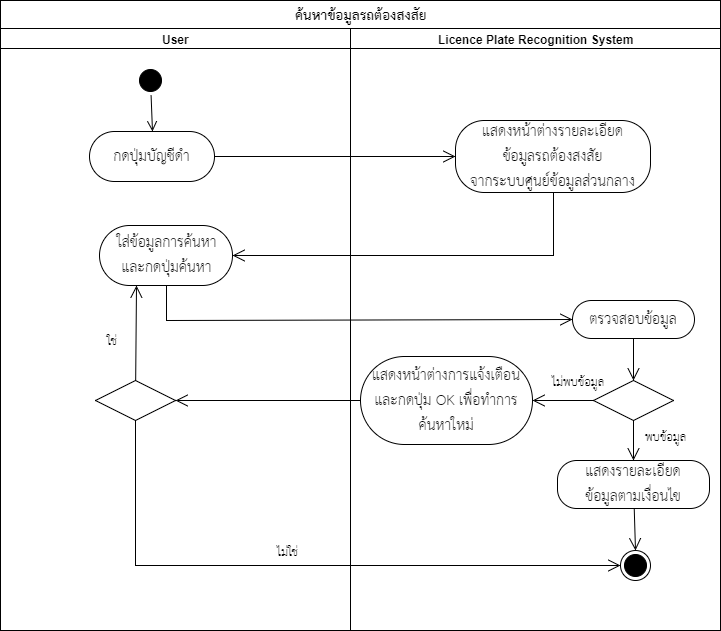 ค้นหาข้อมูลรถต้องสงสัย
User
Licence Plate Recognition System
กดปุ่มบัญชีดำ
แสดงหน้าต่างรายละเอียด
ข้อมูลรถต้องสงสัย
จากระบบศูนย์ข้อมูลส่วนกลาง
ใส่ข้อมูลการค้นหา
และกดปุ่มค้นหา
ตรวจสอบข้อมูล
ใช่
แสดงหน้าต่างการแจ้งเตือน
และกดปุ่ม OK เพื่อทำการ
ค้นหาใหม่
ไม่พบข้อมูล
พบข้อมูล
แสดงรายละเอียด
ข้อมูลตามเงื่อนไข
ไม่ใช่